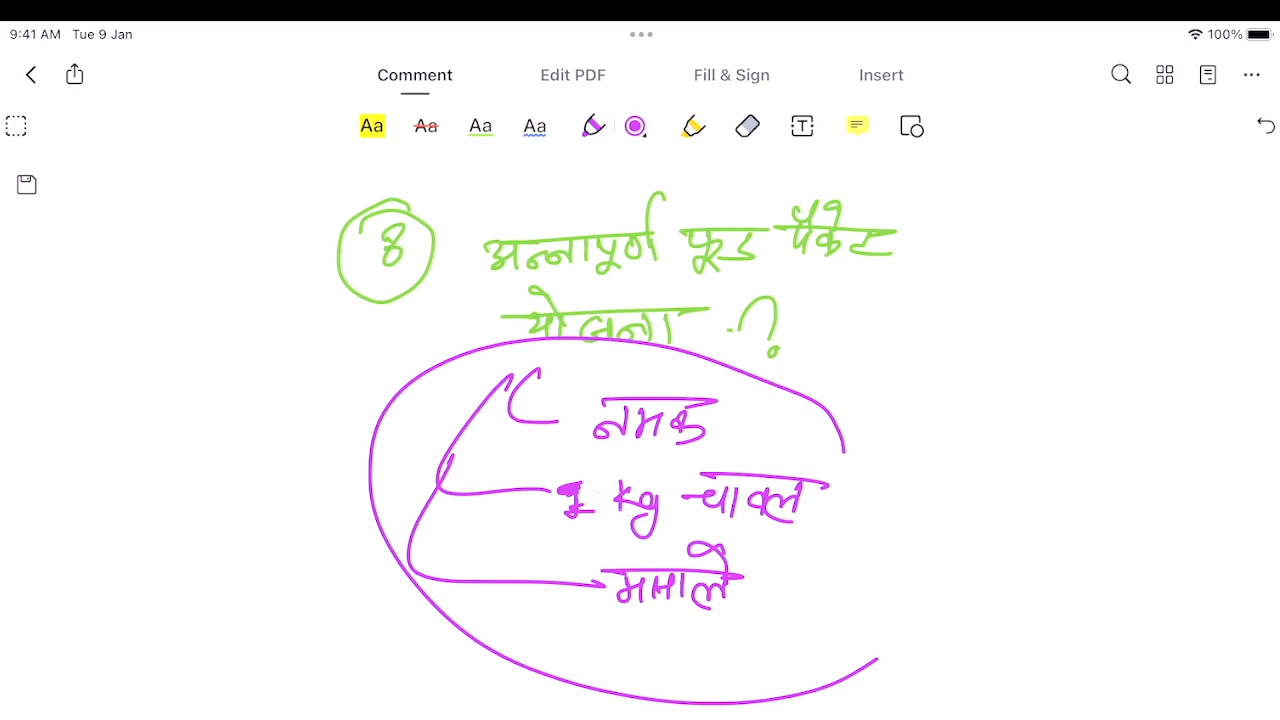 9:41 AM Tue 9 Jan
100%
Comment Edit PDF Fill & Sign Insert
Aa Aa Aa Aa T
8 अन्नापूर्ण फूड पैकेट
योजना ?
नमक
1 kg चावल
मसाले